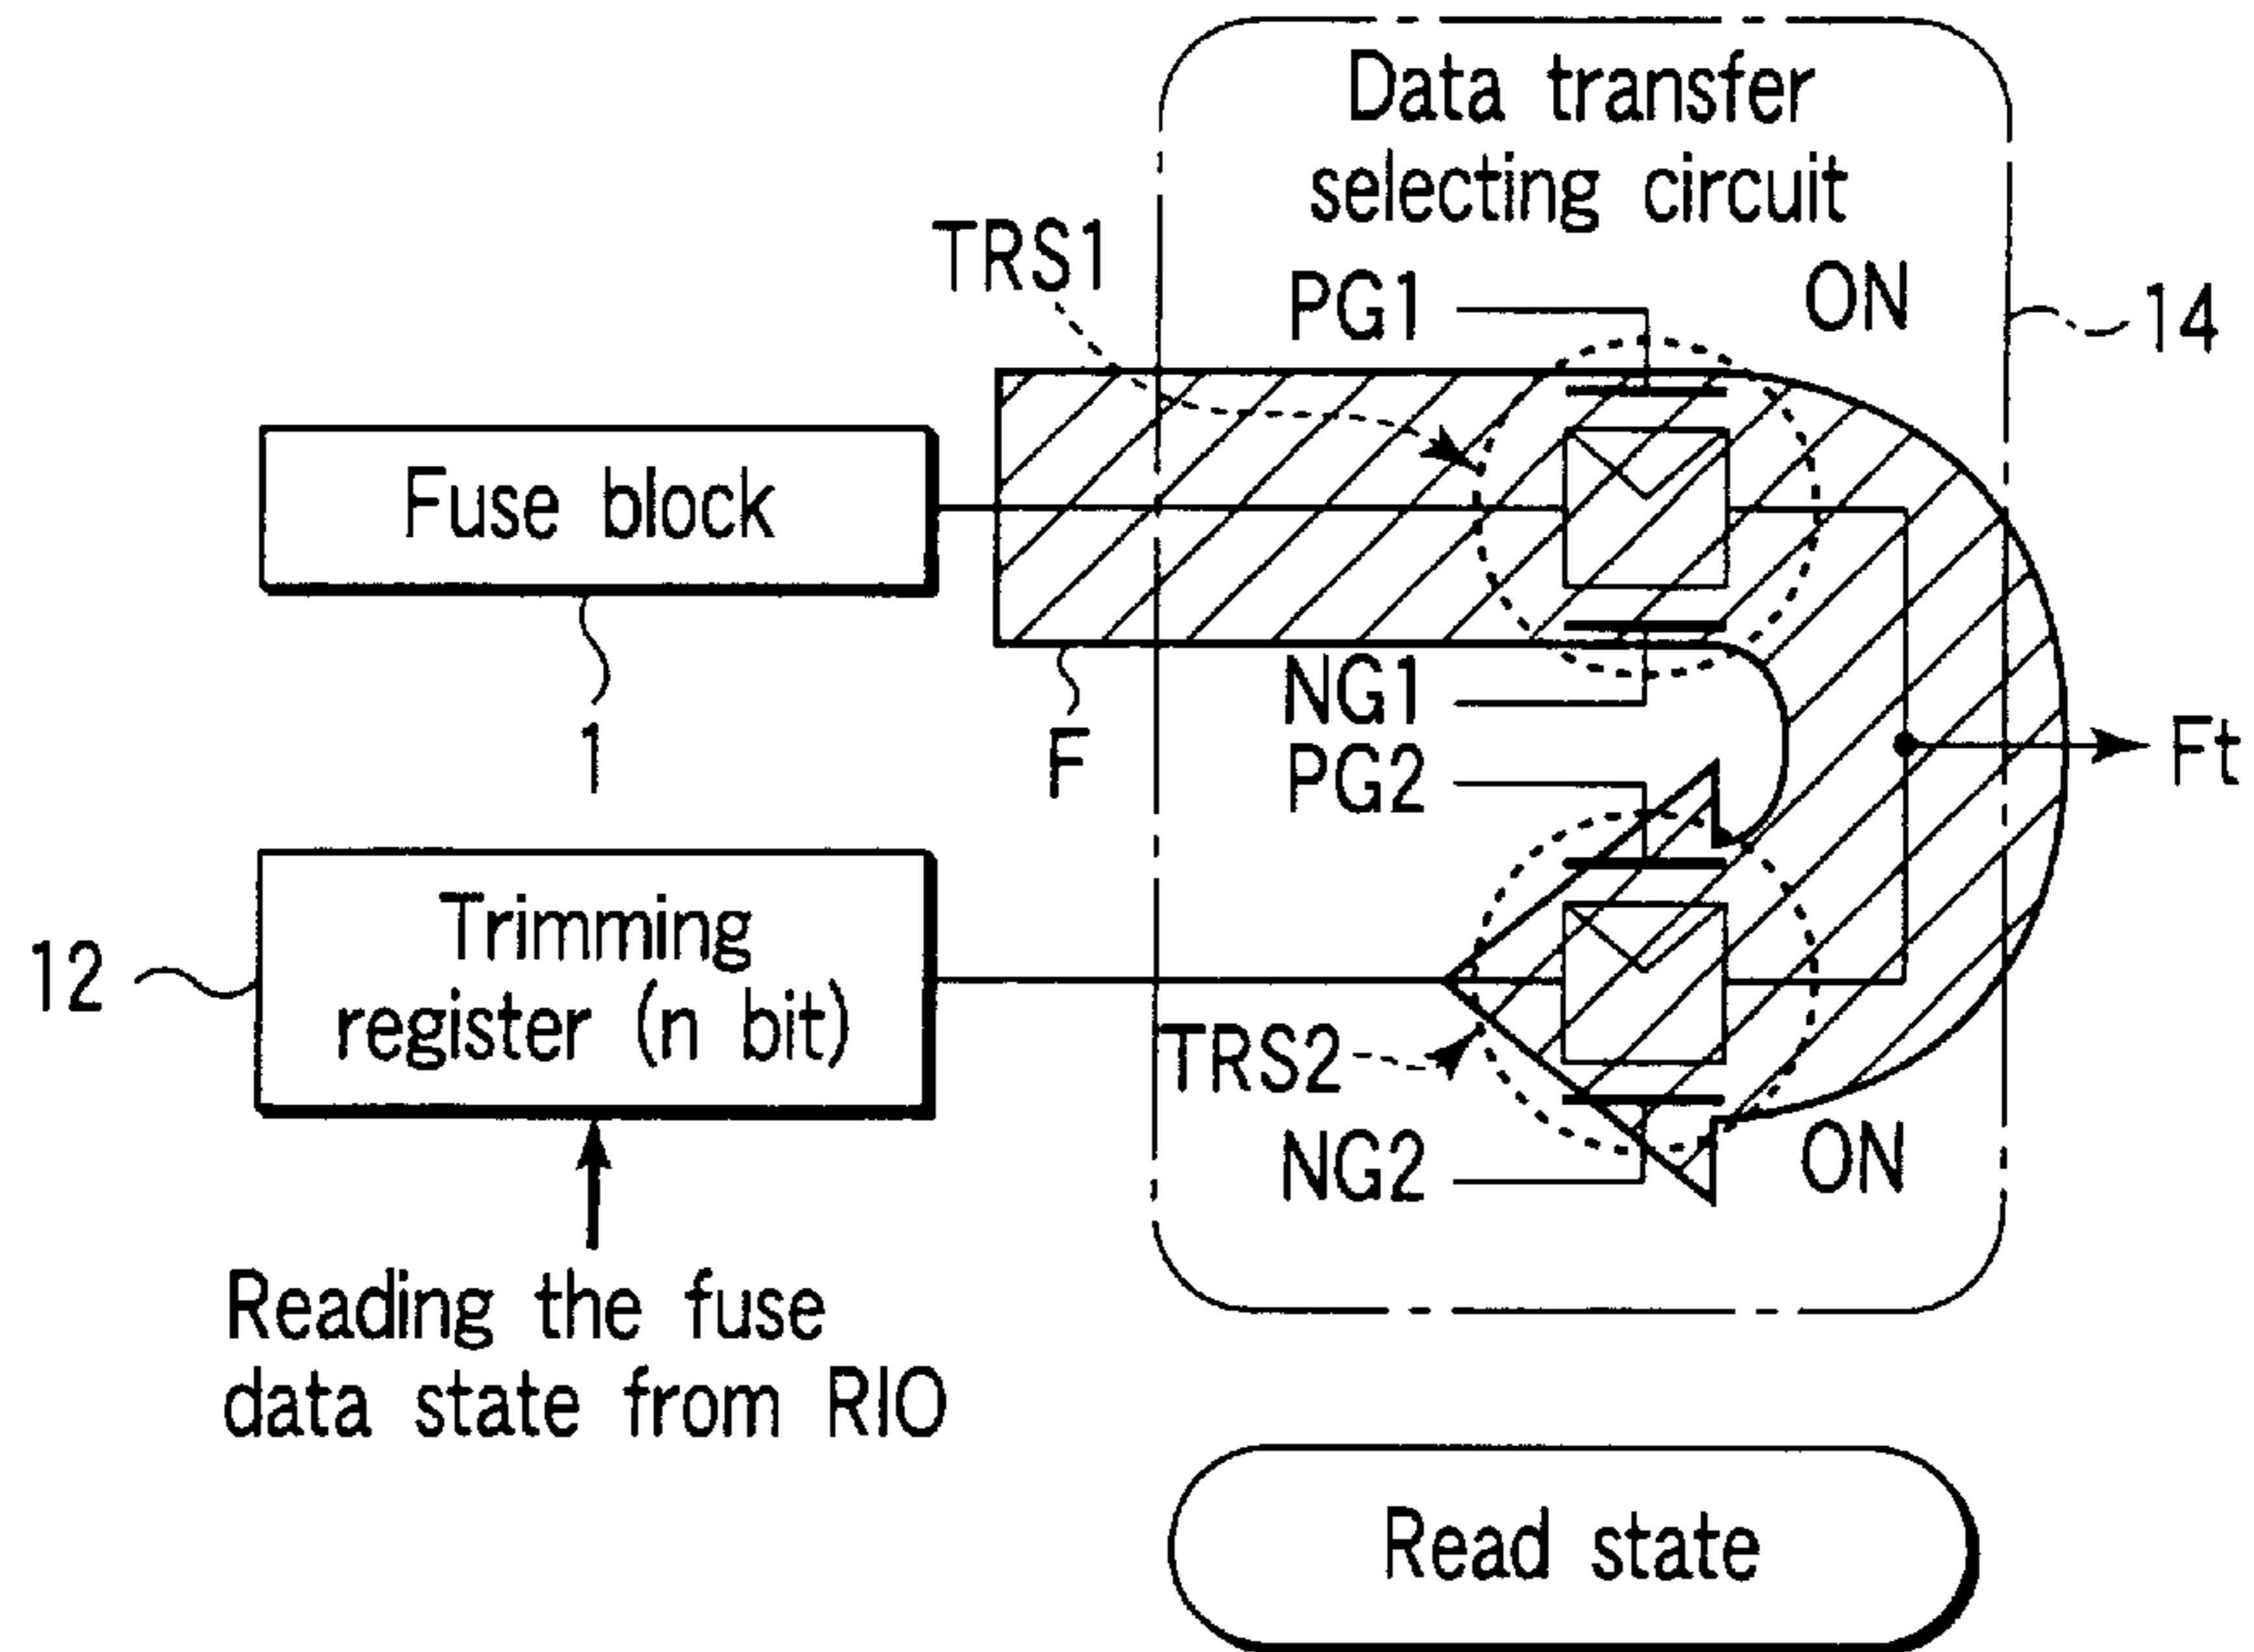 Data transfer
selecting circuit
TRS1
PG1
ON
14
Fuse block
1
F
NG1
PG2
Ft
Trimming
register (n bit)
12
TRS2
NG2
ON
Reading the fuse
data state from RIO
Read state